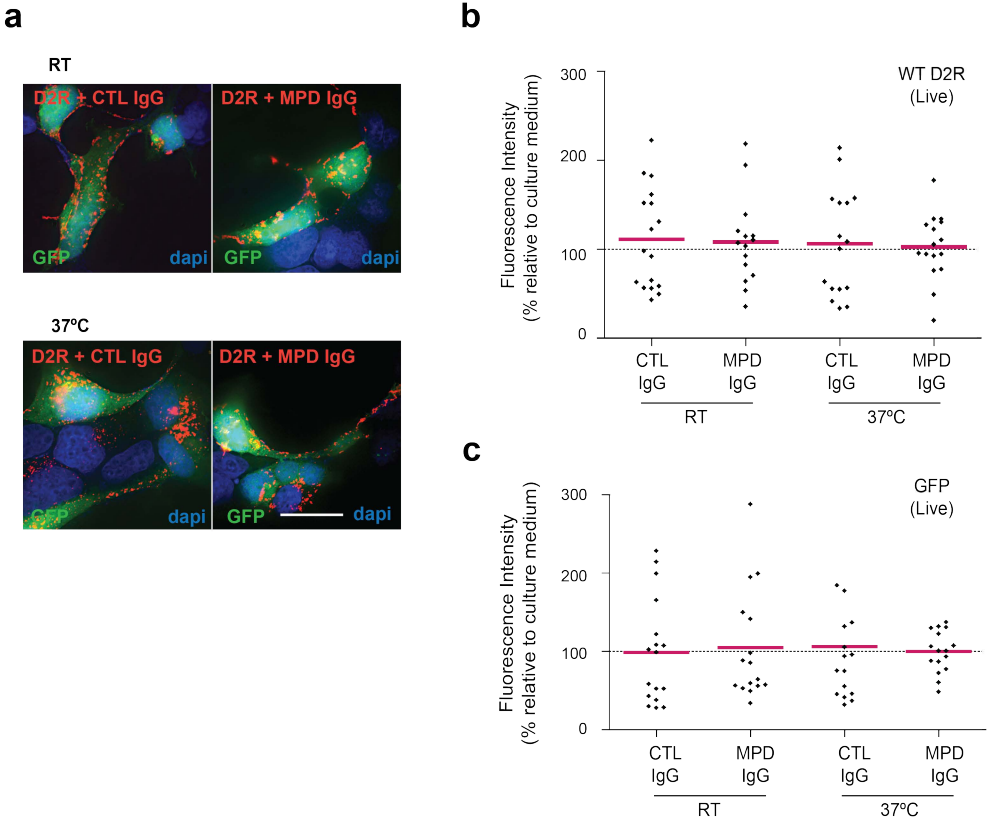 a
RT
D2R + CTL IgG
D2R + MPD IgG
GFP
dapi
GFP
dapi
37ºC
D2R + CTL IgG
D2R + MPD IgG
GFP
dapi
GFP
dapi
b
Fluorescence Intensity
(% relative to culture medium)
300
200
100
0
WT D2R
(Live)
CTL
IgG
MPD
IgG
CTL
IgG
MPD
IgG
RT
37ºC
c
Fluorescence Intensity
(% relative to culture medium)
300
200
100
0
GFP
(Live)
CTL
IgG
MPD
IgG
CTL
IgG
MPD
IgG
RT
37ºC